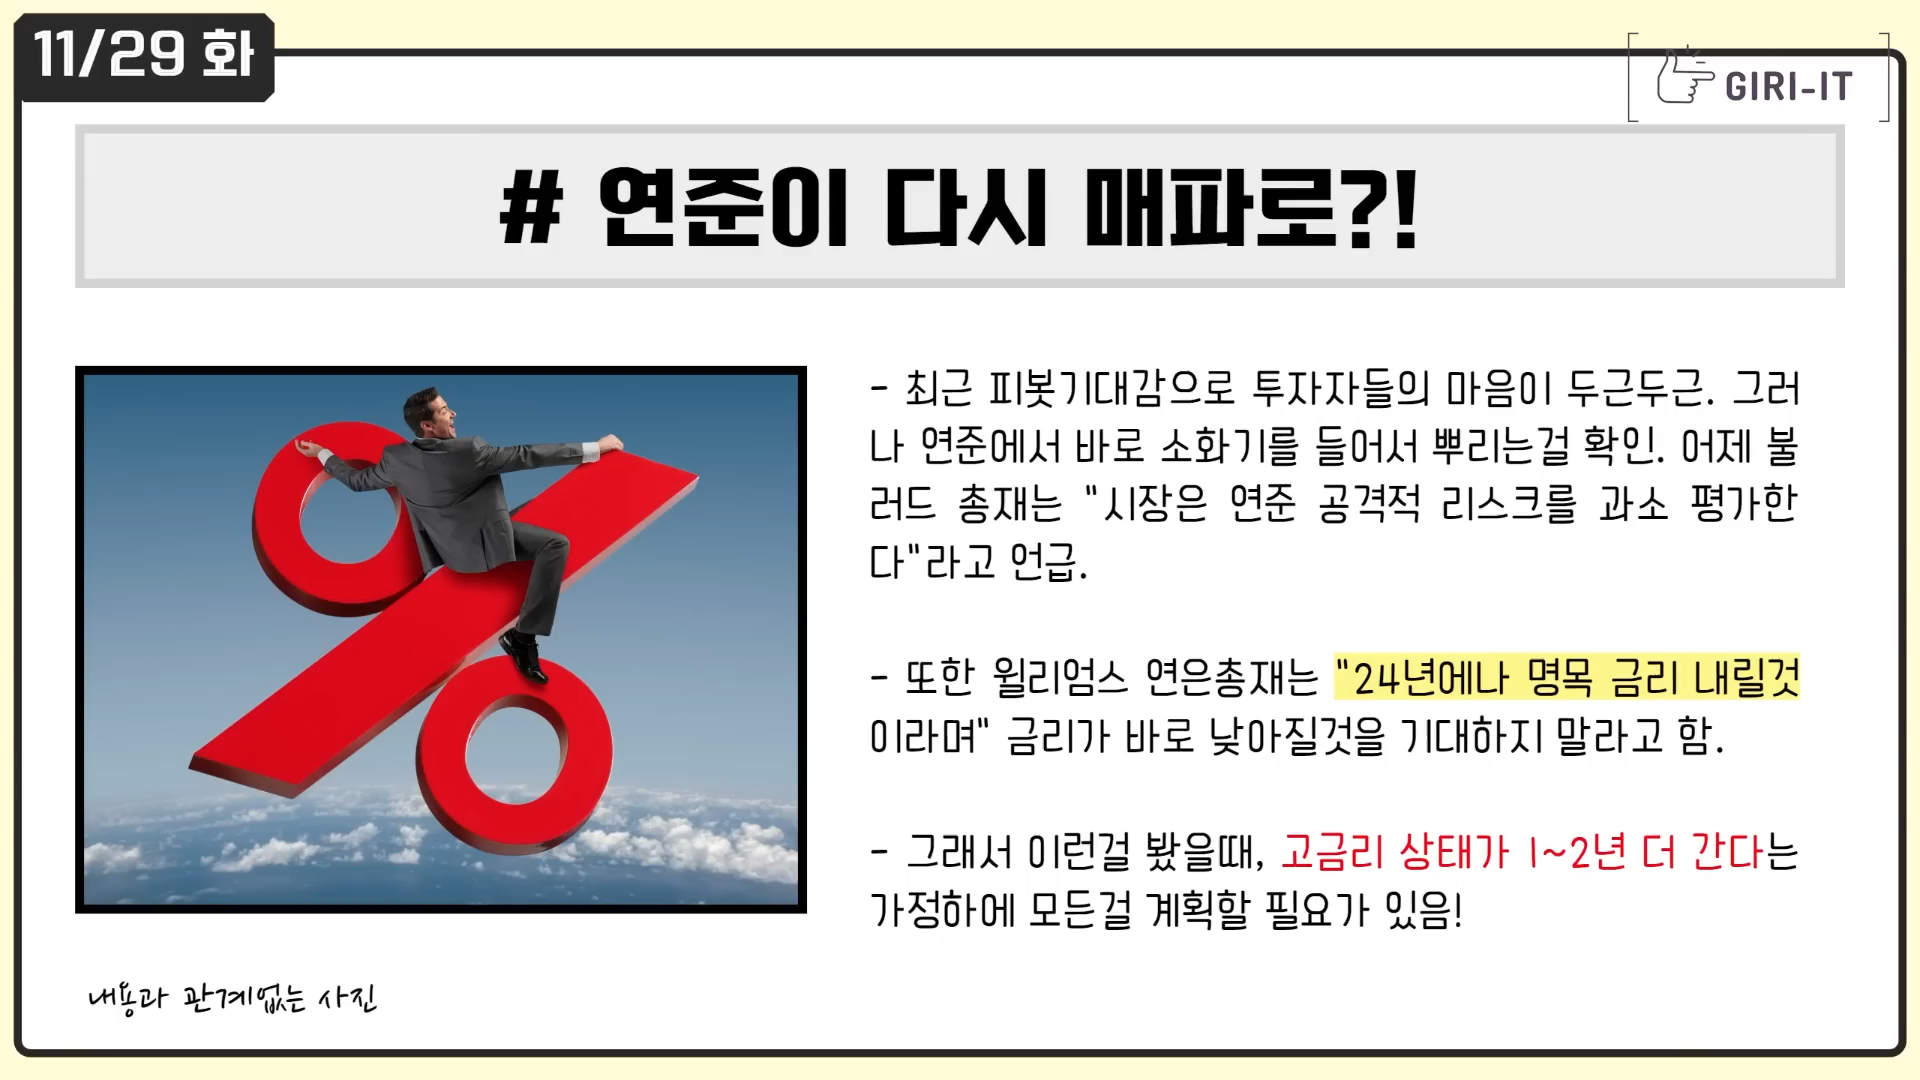 11/29 화
GIRI-IT
# 연준이 다시 매파로?!
- 최근 피봇기대감으로 투자자들의 마음이 두근두근. 그러
나 연준에서 바로 소화기를 들어서 뿌리는걸 확인. 어제 불
러드 총재는 "시장은 연준 공격적 리스크를 과소 평가한
다"라고 언급.
- 또한 윌리엄스 연은총재는 "24년에나 명목 금리 내릴것
이라며" 금리가 바로 낮아질것을 기대하지 말라고 함.
- 그래서 이런걸 봤을때, 고금리 상태가 1~2년 더 간다는
가정하에 모든걸 계획할 필요가 있음!
내용과 관계없는 사진